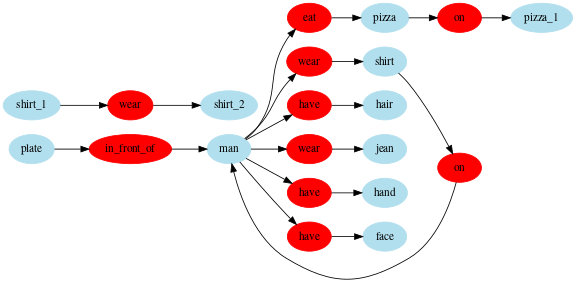 eat pizza on pizza_1
wear shirt
shirt_1 wear shirt_2 have hair
plate in_front_of man wear jean
on
have hand
have face